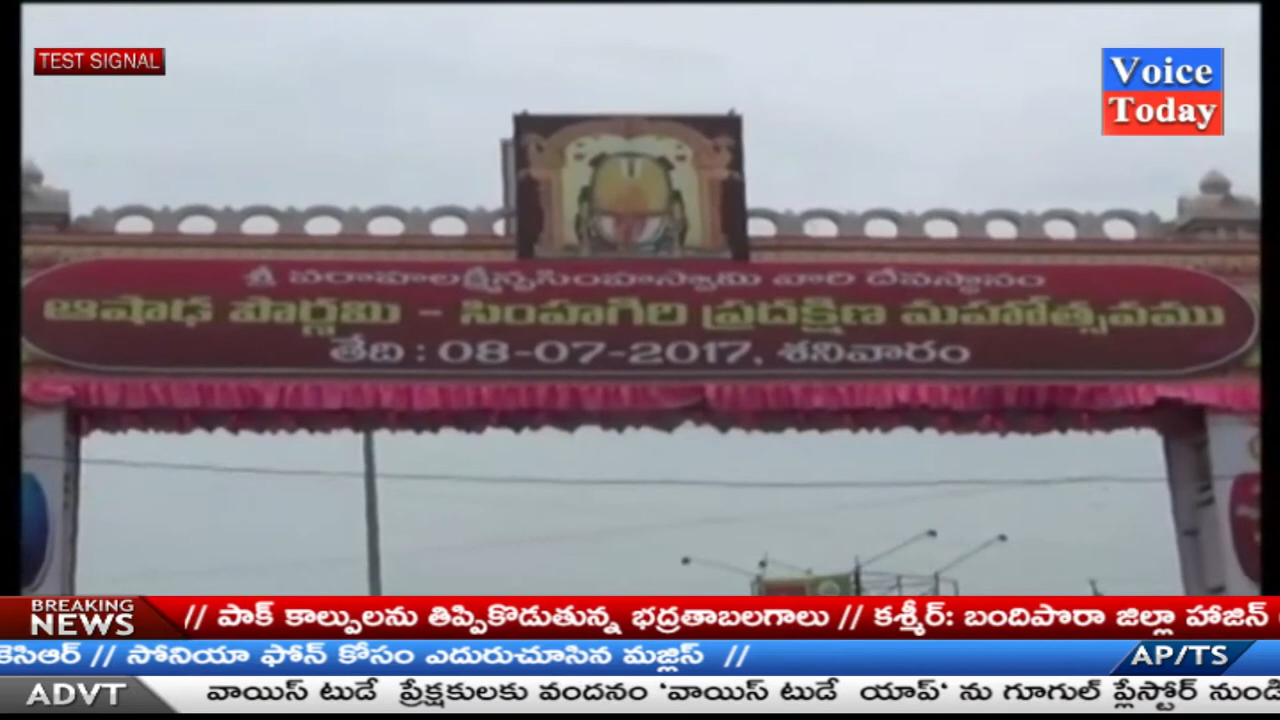 TEST SIGNAL
Voice
Today
శ్రీ వరాహలక్ష్మీనృసింహస్వామి వారి దేవస్థానం
ఆషాఢ పౌర్ణమి - సింహగిరి ప్రదక్షిణ మహోత్సవము
తేది : 08-07-2017, శనివారం
BREAKING
NEWS
// పాక్ కాల్పులను తిప్పికొడుతున్న భద్రతాబలగాలు // కశ్మీర్: బందిపొరా జిల్లా హాజిన్
కెసిఆర్ // సోనియా ఫోన్ కోసం ఎదురుచూసిన మజ్లిస్ //
AP/TS
ADVT
వాయిస్ టుడే ప్రేక్షకులకు వందనం 'వాయిస్ టుడే యాప్' ను గూగుల్ ప్లేస్టోర్ నుండి